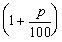 (1 + p/100)